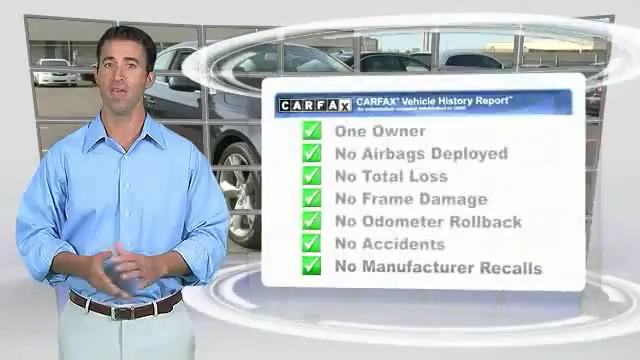 CARFAX CARFAX Vehicle History Report™
One Owner
No Airbags Deployed
No Total Loss
No Frame Damage
No Odometer Rollback
No Accidents
No Manufacturer Recalls